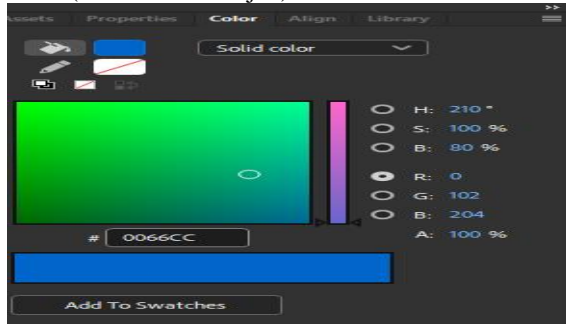 >>
Assets Properties Color Align Library
Solid color
H: 210 °
S: 100 %
B: 80 %
R: 0
G: 102
B: 204
A: 100 %
# 0066CC
Add To Swatches